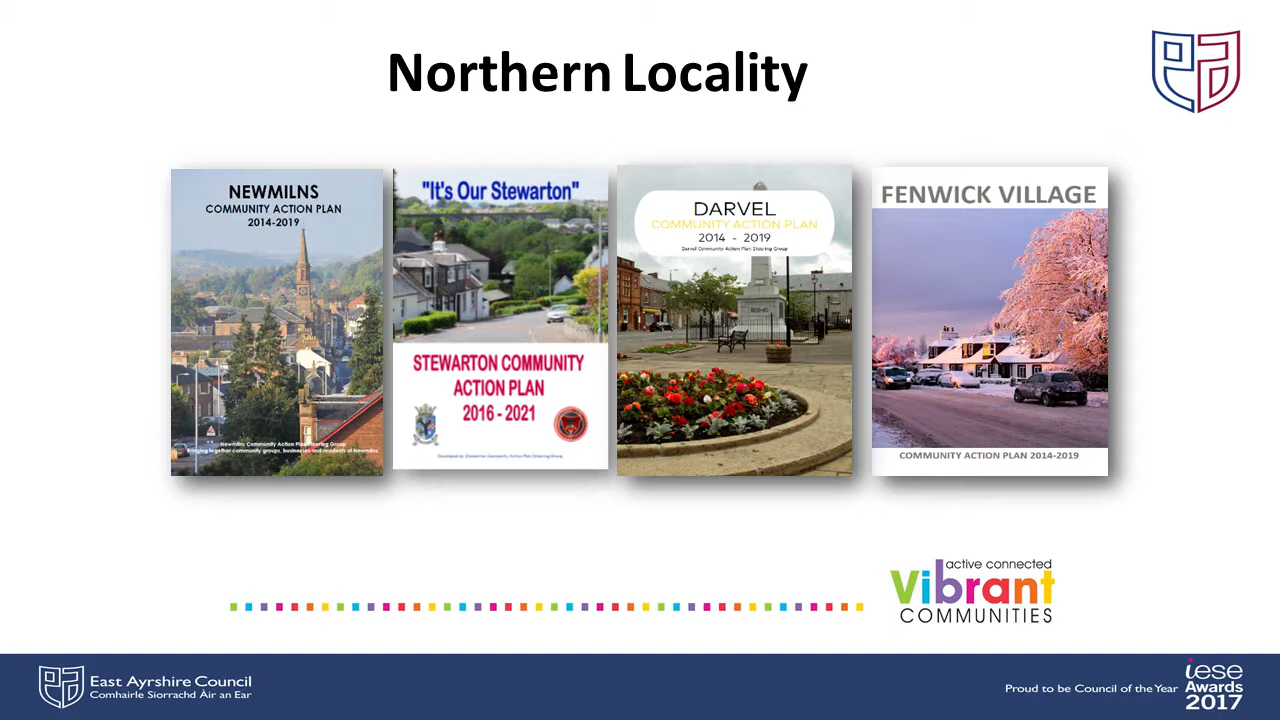 Northern Locality
NEWMILNS
COMMUNITY ACTION PLAN
2014-2019
Newmilns Community Action Plan Steering Group
Bringing together community groups, businesses and residents of Newmilns
"It's Our Stewarton"
STEWARTON COMMUNITY
ACTION PLAN
2016 - 2021
Developed by Stewarton Community Action Plan Steering Group
DARVEL
COMMUNITY ACTION PLAN
2014 - 2019
Darvel Community Action Plan Steering Group
FENWICK VILLAGE
COMMUNITY ACTION PLAN 2014-2019
active connected
Vibrant
COMMUNITIES
East Ayrshire Council
Comhairle Siorrachd Àir an Ear
Proud to be Council of the Year
iese
Awards
2017